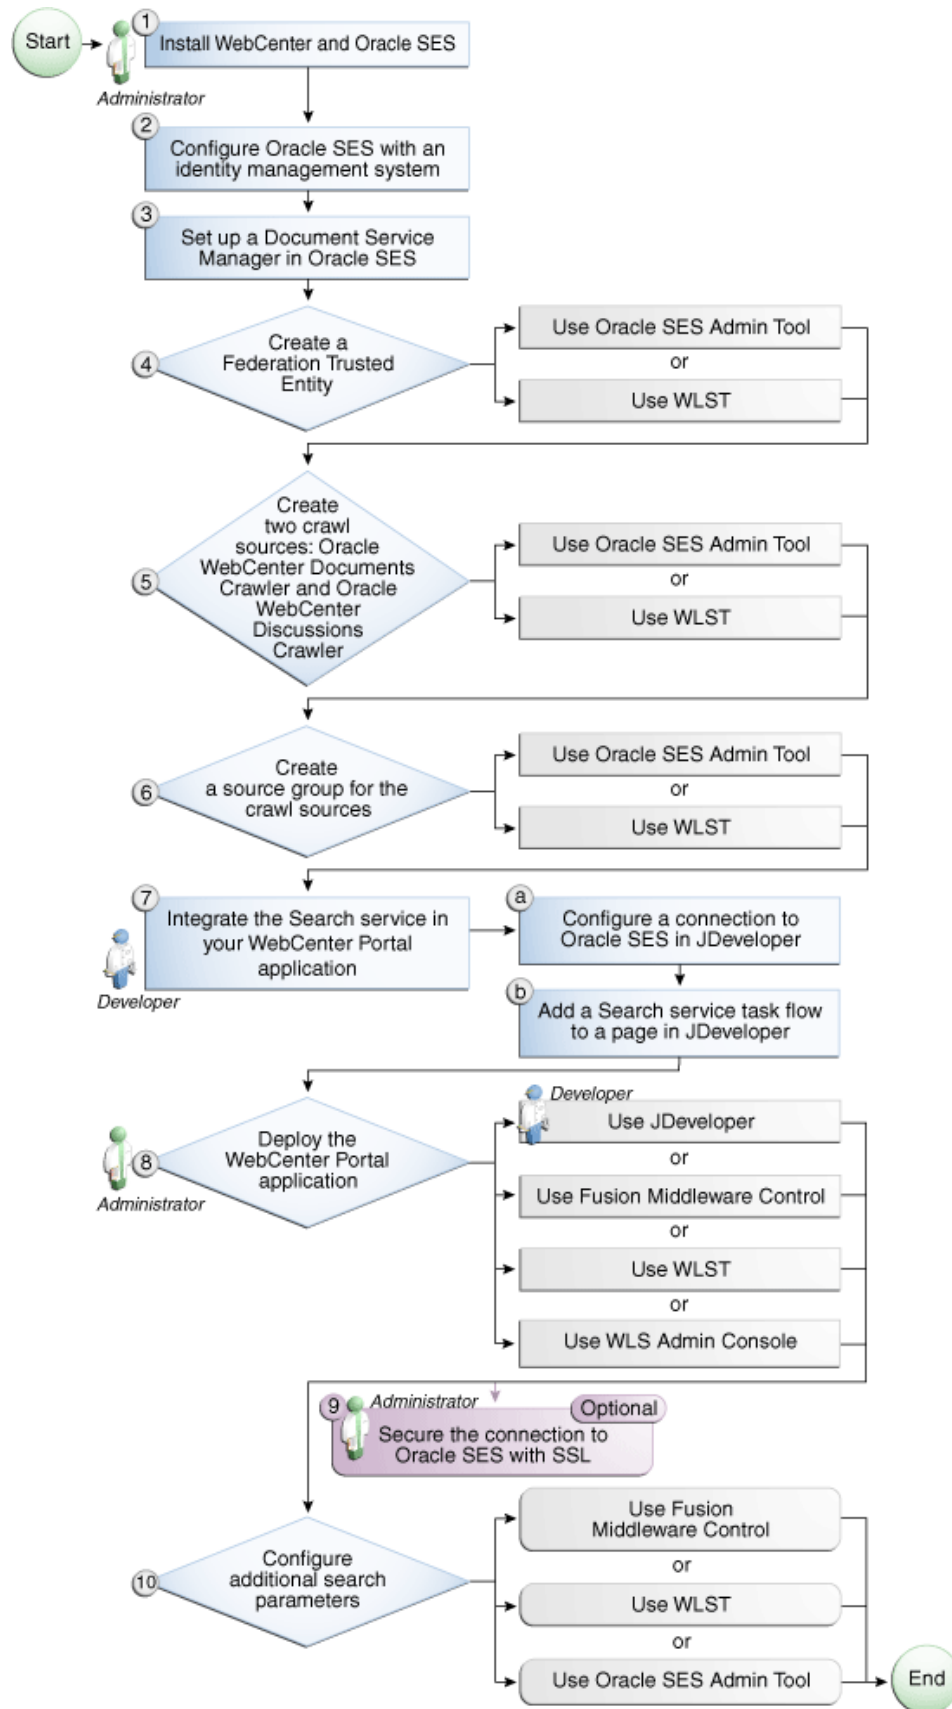 Start
1
Install WebCenter and Oracle SES
Administrator
2
Configure Oracle SES with an
identity management system
3
Set up a Document Service
Manager in Oracle SES
4
Create a
Federation Trusted
Entity
Use Oracle SES Admin Tool
or
Use WLST
5
Create
two crawl
sources: Oracle
WebCenter Documents
Crawler and Oracle
WebCenter
Discussions
Crawler
Use Oracle SES Admin Tool
or
Use WLST
6
Create
a source group for the
crawl sources
Use Oracle SES Admin Tool
or
Use WLST
7
Integrate the Search service in
your WebCenter Portal
application
Developer
a
Configure a connection to
Oracle SES in JDeveloper
b
Add a Search service task flow
to a page in JDeveloper
8
Administrator
Deploy the
WebCenter Portal
application
Developer
Use JDeveloper
or
Use Fusion Middleware Control
or
Use WLST
or
Use WLS Admin Console
9
Administrator
Optional
Secure the connection to
Oracle SES with SSL
10
Configure
additional search
parameters
Use Fusion
Middleware Control
or
Use WLST
or
Use Oracle SES Admin Tool
End